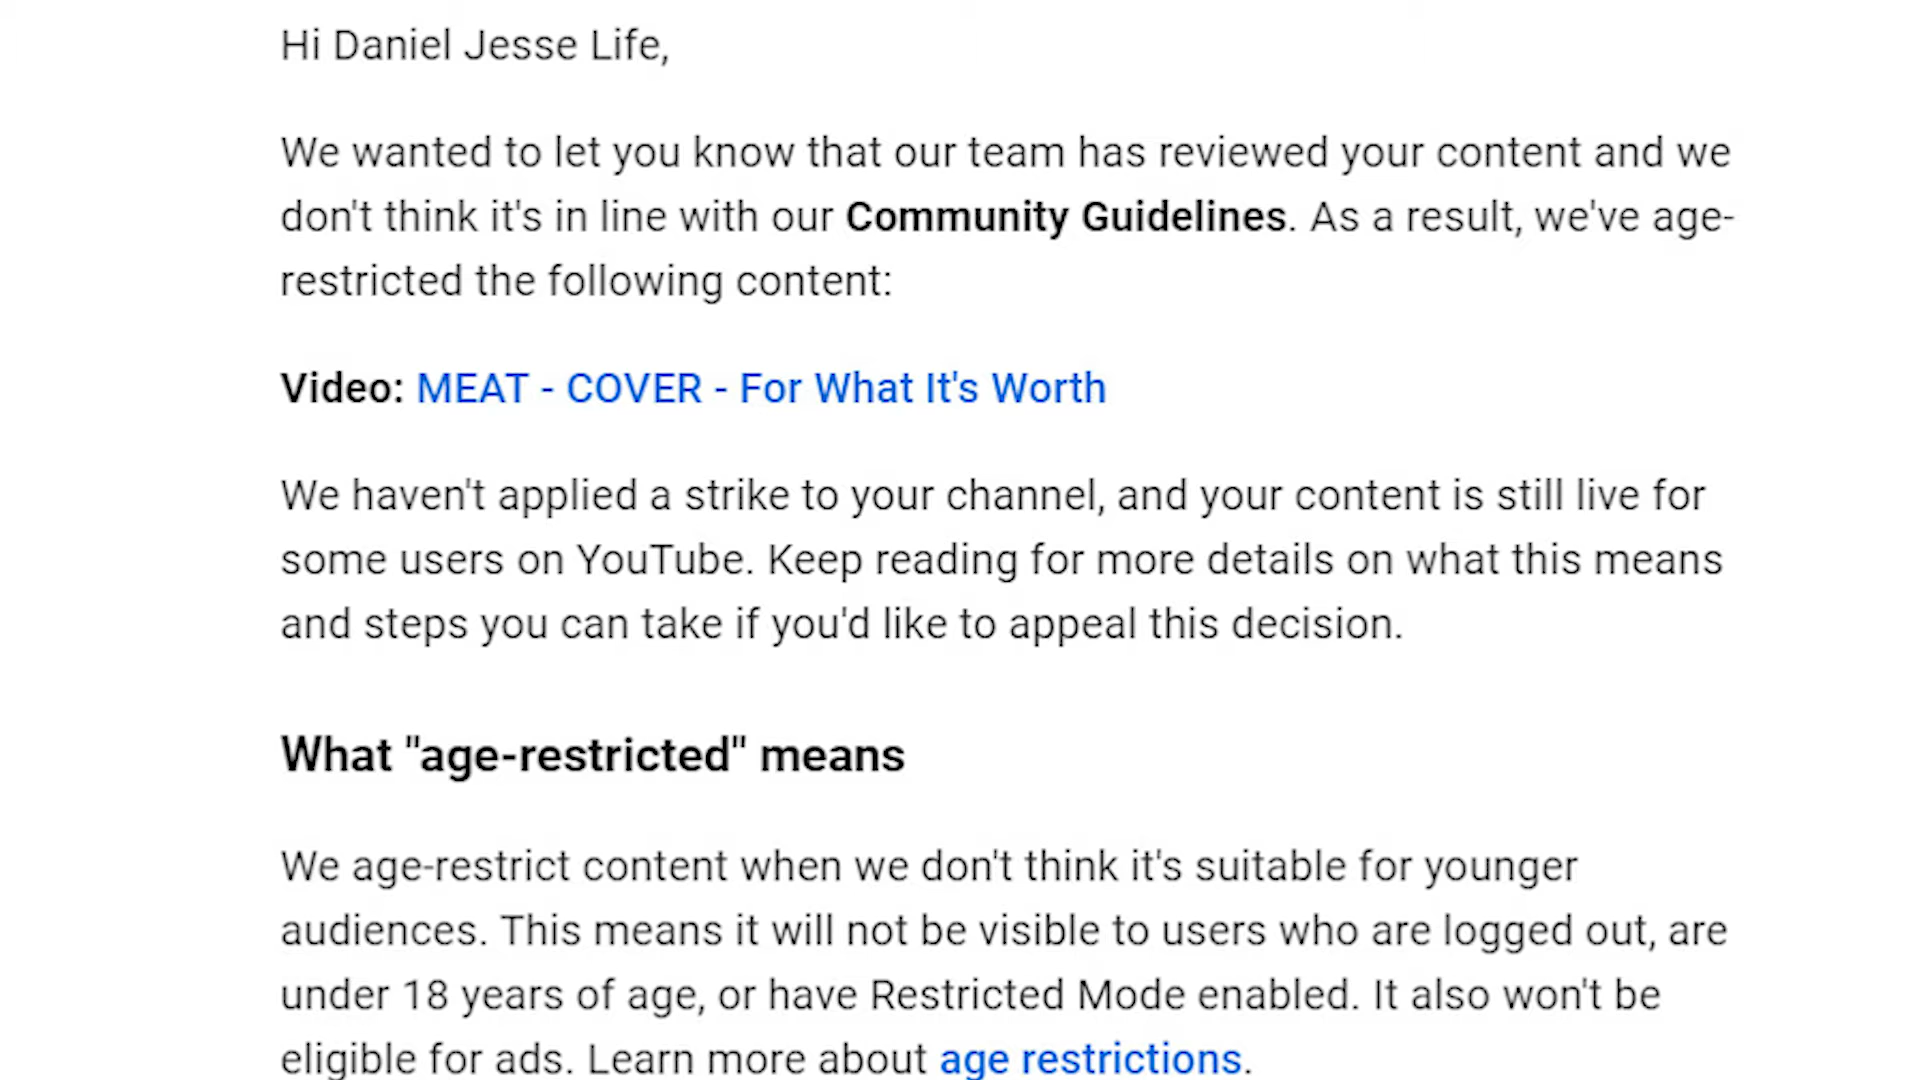 Hi Daniel Jesse Life,
We wanted to let you know that our team has reviewed your content and we
don't think it's in line with our Community Guidelines. As a result, we've age-
restricted the following content:
Video: MEAT - COVER - For What It's Worth
We haven't applied a strike to your channel, and your content is still live for
some users on YouTube. Keep reading for more details on what this means
and steps you can take if you'd like to appeal this decision.
What "age-restricted" means
We age-restrict content when we don't think it's suitable for younger
audiences. This means it will not be visible to users who are logged out, are
under 18 years of age, or have Restricted Mode enabled. It also won't be
eligible for ads. Learn more about age restrictions.